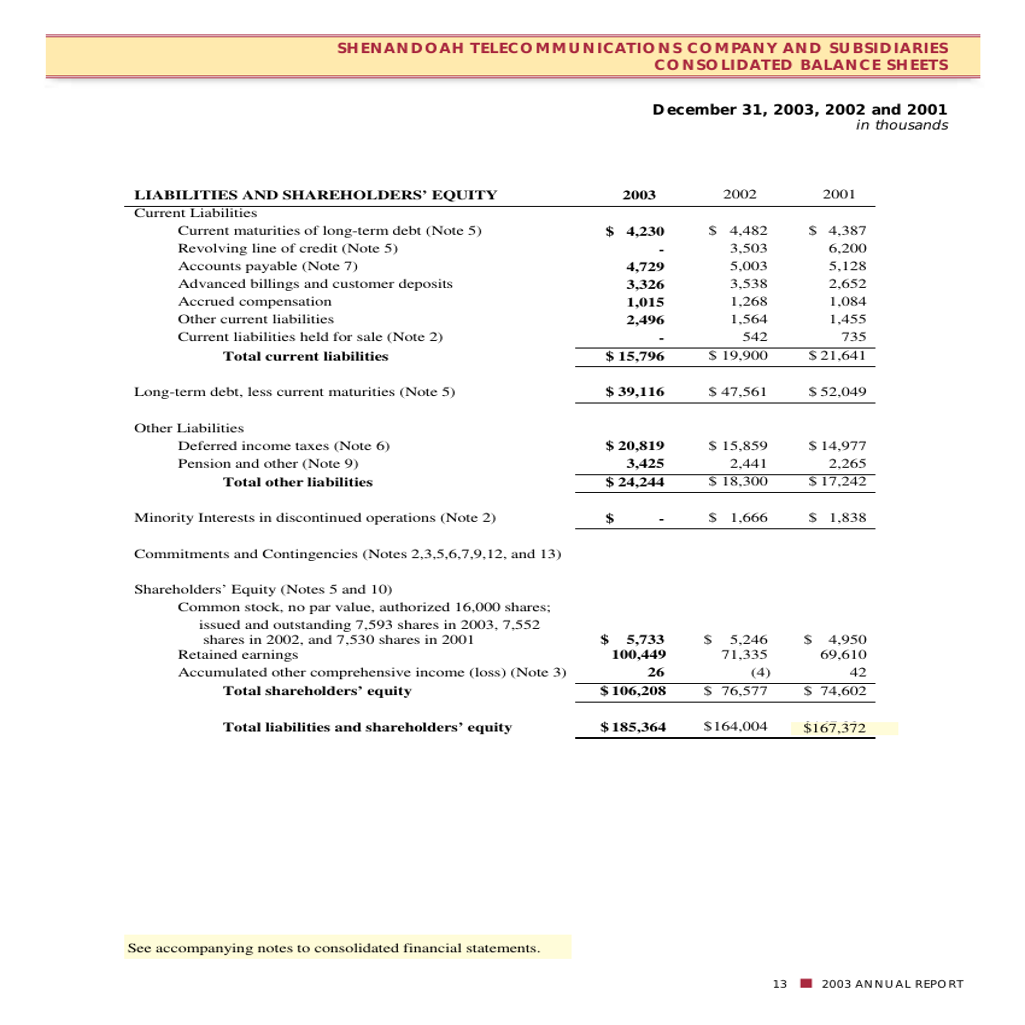 SHENANDOAH TELECOMMUNICATIONS COMPANY AND SUBSIDIARIES
CONSOLIDATED BALANCE SHEETS
December 31, 2003, 2002 and 2001
in thousands
LIABILITIES AND SHAREHOLDERS’ EQUITY 2003 2002 2001
Current Liabilities
Current maturities of long-term debt (Note 5) $ 4,230 $ 4,482 $ 4,387
Revolving line of credit (Note 5) - 3,503 6,200
Accounts payable (Note 7) 4,729 5,003 5,128
Advanced billings and customer deposits 3,326 3,538 2,652
Accrued compensation 1,015 1,268 1,084
Other current liabilities 2,496 1,564 1,455
Current liabilities held for sale (Note 2) - 542 735
Total current liabilities $ 15,796 $ 19,900 $ 21,641
Long-term debt, less current maturities (Note 5) $ 39,116 $ 47,561 $ 52,049
Other Liabilities
Deferred income taxes (Note 6) $ 20,819 $ 15,859 $ 14,977
Pension and other (Note 9) 3,425 2,441 2,265
Total other liabilities $ 24,244 $ 18,300 $ 17,242
Minority Interests in discontinued operations (Note 2) $ - $ 1,666 $ 1,838
Commitments and Contingencies (Notes 2,3,5,6,7,9,12, and 13)
Shareholders’ Equity (Notes 5 and 10)
Common stock, no par value, authorized 16,000 shares;
issued and outstanding 7,593 shares in 2003, 7,552
shares in 2002, and 7,530 shares in 2001 $ 5,733 $ 5,246 $ 4,950
Retained earnings 100,449 71,335 69,610
Accumulated other comprehensive income (loss) (Note 3) 26 (4) 42
Total shareholders’ equity $ 106,208 $ 76,577 $ 74,602
Total liabilities and shareholders’ equity $ 185,364 $164,004 $167,372
See accompanying notes to consolidated financial statements.
13 ■ 2003 ANNUAL REPORT